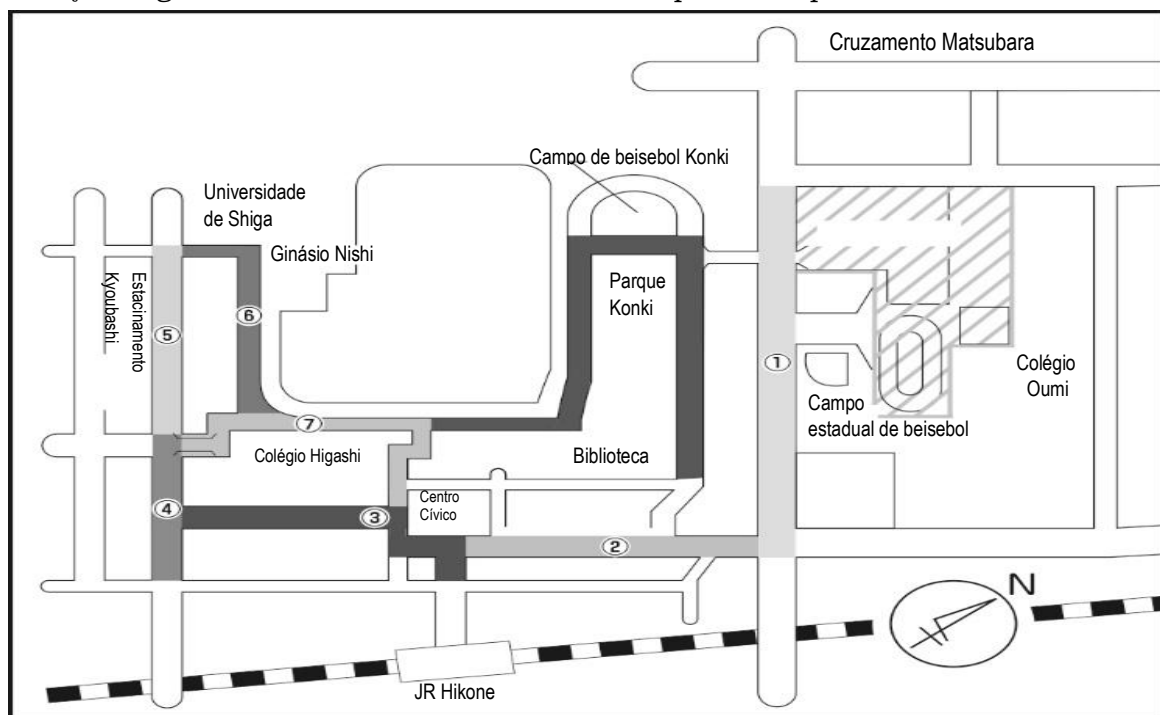 Cruzamento Matsubara
Campo de beisebol Konki
Universidade
de Shiga
Ginásio Nishi
Estacinamento
Kyoubashi
Parque
Konki
⑥
⑤
①
Colégio
Oumi
Campo
estadual de beisebol
⑦
Colégio Higashi
Biblioteca
④
③
Centro
Cívico
②
N
JR Hikone